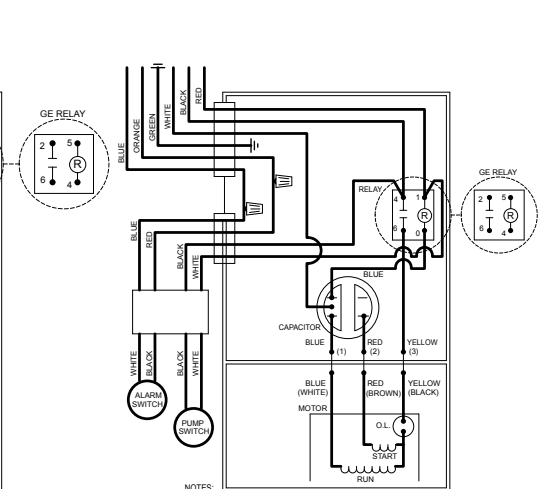 GE RELAY
2 5
R
6 4
BLUE
ORANGE
GREEN
WHITE
BLACK
RED
GE RELAY
2 5
R
6 4
RELAY
4 1
R
6 0
BLUE
RED
BLACK
WHITE
BLUE
CAPACITOR
BLUE
(1)
RED
(2)
YELLOW
(3)
WHITE
BLACK
BLACK
WHITE
ALARM
SWITCH
PUMP
SWITCH
BLUE
(WHITE)
RED
(BROWN)
YELLOW
(BLACK)
MOTOR
O.L.
START
RUN
NOTES: